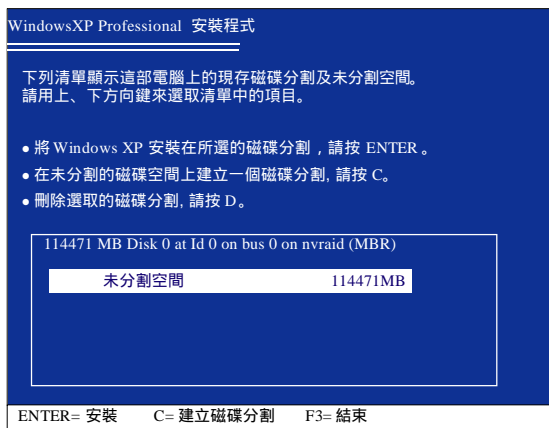 WindowsXP Professional 安裝程式
下列清單顯示這部電腦上的現存磁碟分割及未分割空間。
請用上、下方向鍵來選取清單中的項目。
• 將 Windows XP 安裝在所選的磁碟分割，請按 ENTER。
• 在未分割的磁碟空間上建立一個磁碟分割, 請按 C。
• 刪除選取的磁碟分割, 請按 D。
114471 MB Disk 0 at Id 0 on bus 0 on nvraid (MBR)
未分割空間 114471MB
ENTER= 安裝 C= 建立磁碟分割 F3= 結束